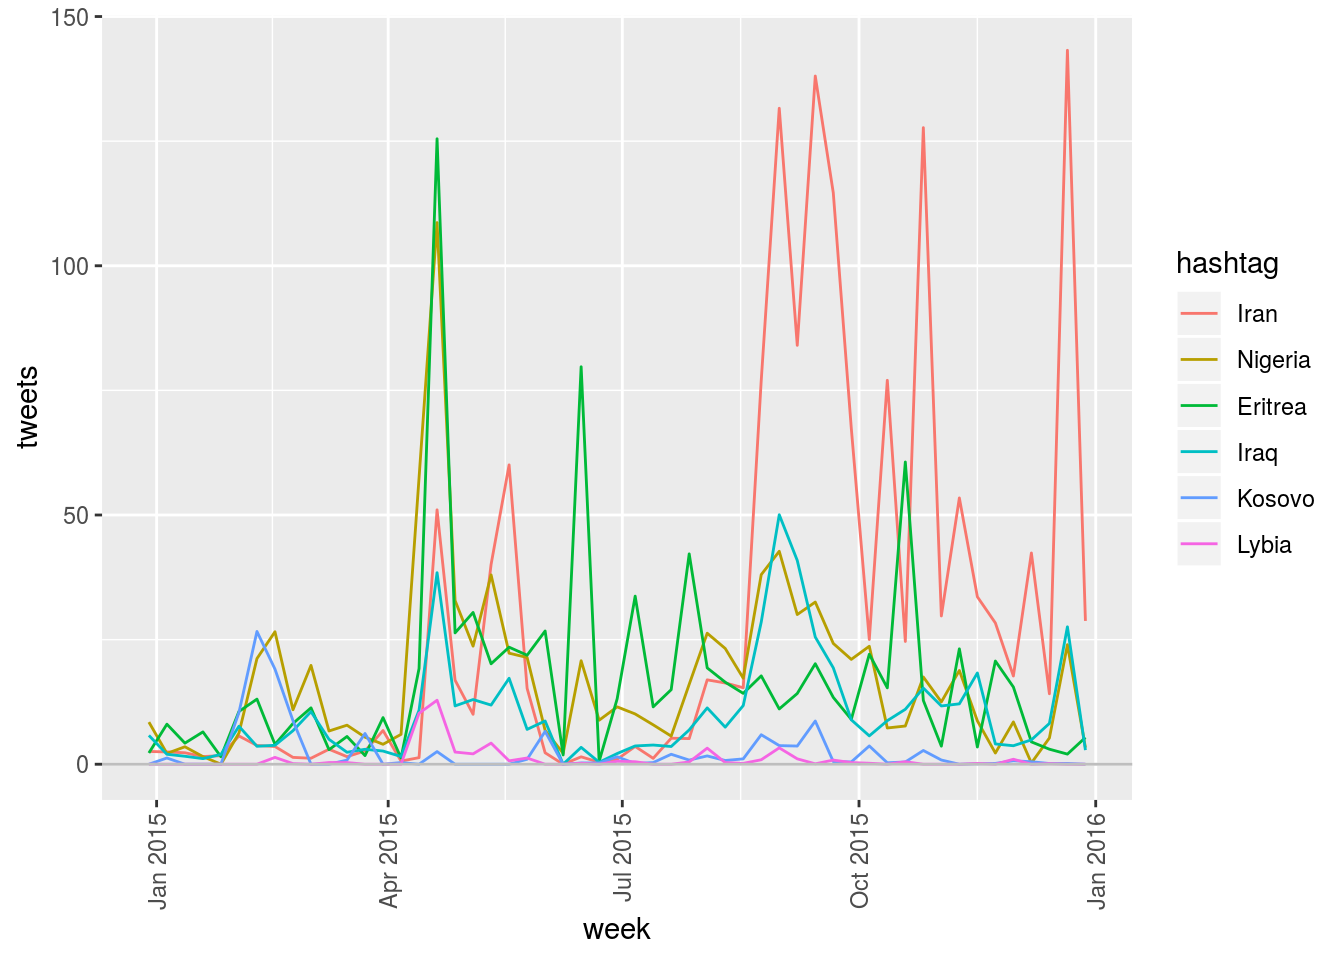 150
100
50
0
tweets
Jan 2015
Apr 2015
Jul 2015
Oct 2015
Jan 2016
week
hashtag
Iran
Nigeria
Eritrea
Iraq
Kosovo
Lybia